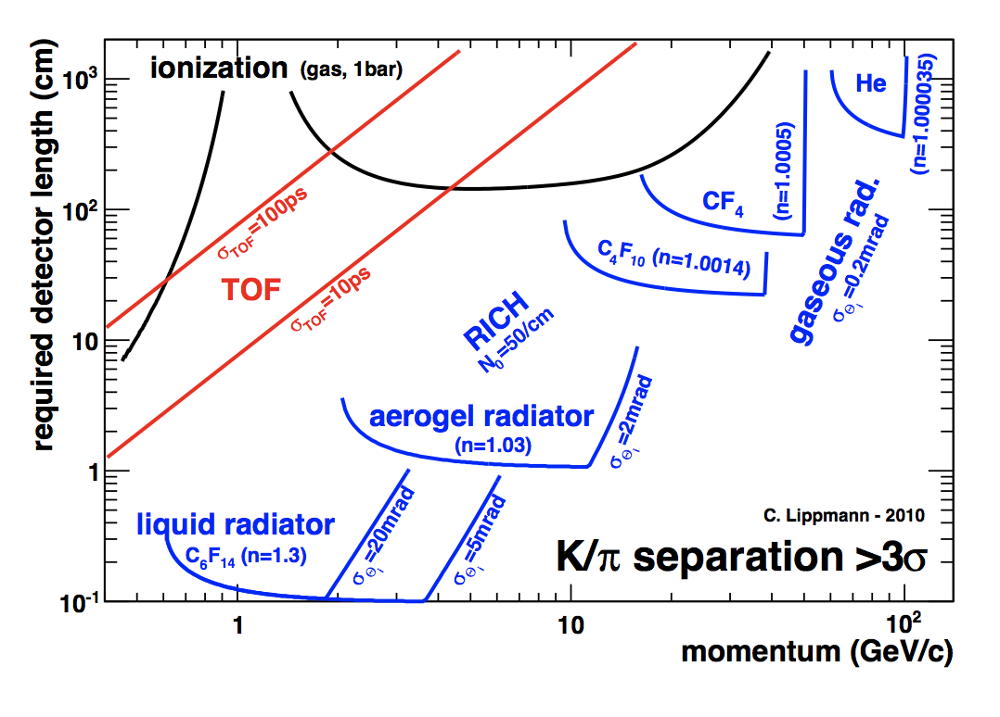 required detector length (cm)
10³
10²
10
1
10⁻¹
ionization (gas, 1bar)
σTOF=100ps
TOF
σTOF=10ps
He
(n=1.000035)
CF₄
(n=1.0005)
C₄F₁₀ (n=1.0014)
gaseous rad.
σΘᵢ=0.2mrad
RICH
N₀=50/cm
aerogel radiator
(n=1.03)
σΘᵢ=2mrad
liquid radiator
C₆F₁₄ (n=1.3)
σΘᵢ=20mrad
σΘᵢ=5mrad
C. Lippmann - 2010
K/π separation >3σ
1
10
10²
momentum (GeV/c)